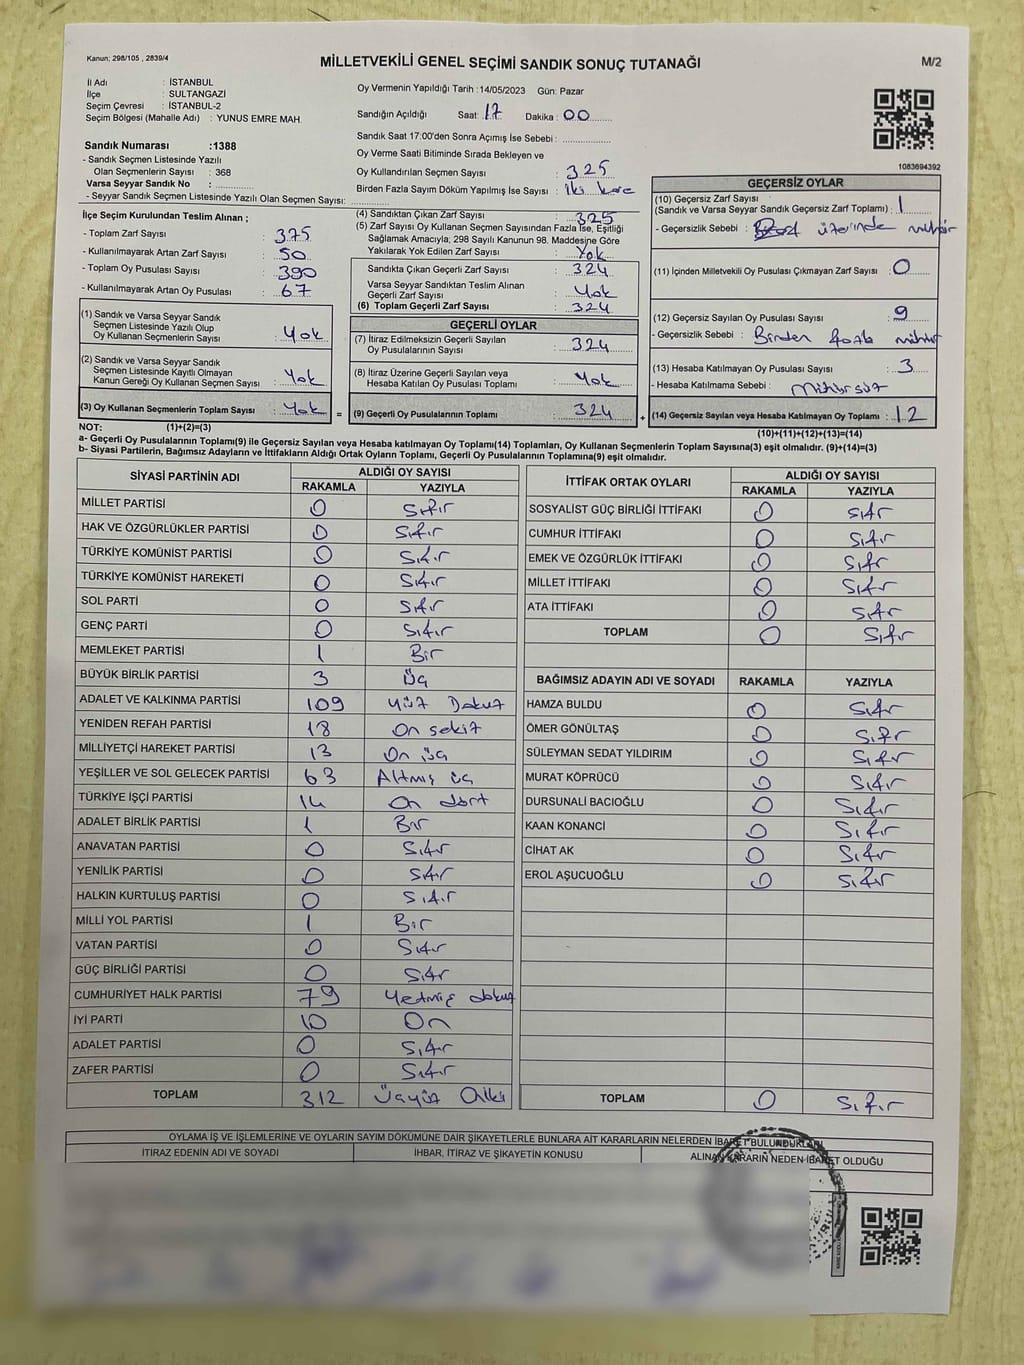 Kanun: 298/105 , 2839/4
MİLLETVEKİLİ GENEL SEÇİMİ SANDIK SONUÇ TUTANAĞI
M/2
İl Adı : İSTANBUL
İlçe : SULTANGAZİ
Seçim Çevresi : İSTANBUL-2
Seçim Bölgesi (Mahalle Adı) : YUNUS EMRE MAH.
Sandık Numarası :1388
- Sandık Seçmen Listesinde Yazılı
Olan Seçmenlerin Sayısı : 368
Varsa Seyyar Sandık No :
- Seyyar Sandık Seçmen Listesinde Yazılı Olan Seçmen Sayısı:
Oy Vermenin Yapıldığı Tarih :14/05/2023 Gün: Pazar
Sandığın Açıldığı Saat: 17 Dakika : 00
Sandık Saat 17:00'den Sonra Açımış İse Sebebi :
Oy Verme Saati Bitiminde Sırada Bekleyen ve
Oy Kullandırılan Seçmen Sayısı : 325
Birden Fazla Sayım Döküm Yapılmış İse Sayısı : İki kere
1083694392
İlçe Seçim Kurulundan Teslim Alınan ;
- Toplam Zarf Sayısı : 375
- Kullanılmayarak Artan Zarf Sayısı : 50
- Toplam Oy Pusulası Sayısı : 390
- Kullanılmayarak Artan Oy Pusulası : 67
(4) Sandıktan Çıkan Zarf Sayısı : 325
(5) Zarf Sayısı Oy Kullanan Seçmen Sayısından Fazla İse, Eşitliği
Sağlamak Amacıyla; 298 Sayılı Kanunun 98. Maddesine Göre
Yakılarak Yok Edilen Zarf Sayısı : Yok
Sandıkta Çıkan Geçerli Zarf Sayısı : 324
Varsa Seyyar Sandıktan Teslim Alınan
Geçerli Zarf Sayısı : Yok
(6) Toplam Geçerli Zarf Sayısı : 324
GEÇERSİZ OYLAR
(10) Geçersiz Zarf Sayısı
(Sandık ve Varsa Seyyar Sandık Geçersiz Zarf Toplamı) : 1
- Geçersizlik Sebebi : üzerinde mühür
(11) İçinden Milletvekili Oy Pusulası Çıkmayan Zarf Sayısı : 0
(12) Geçersiz Sayılan Oy Pusulası Sayısı : 9
- Geçersizlik Sebebi : Birden fazla mühür
(13) Hesaba Katılmayan Oy Pusulası Sayısı : 3
- Hesaba Katılmama Sebebi : Mühürsüz
(14) Geçersiz Sayılan veya Hesaba Katılmayan Oy Toplamı : 12
(10)+(11)+(12)+(13)=(14)
(1) Sandık ve Varsa Seyyar Sandık
Seçmen Listesinde Yazılı Olup
Oy Kullanan Seçmenlerin Sayısı : Yok
(2) Sandık ve Varsa Seyyar Sandık
Seçmen Listesinde Kayıtlı Olmayan
Kanun Gereği Oy Kullanan Seçmen Sayısı : Yok
(3) Oy Kullanan Seçmenlerin Toplam Sayısı : Yok =
GEÇERLİ OYLAR
(7) İtiraz Edilmeksizin Geçerli Sayılan
Oy Pusulalarının Sayısı : 324
(8) İtiraz Üzerine Geçerli Sayılan veya
Hesaba Katılan Oy Pusulası Toplamı : Yok
(9) Geçerli Oy Pusulalarının Toplamı : 324 +
NOT: (1)+(2)=(3)
a- Geçerli Oy Pusulalarının Toplamı(9) ile Geçersiz Sayılan veya Hesaba katılmayan Oy Toplamı(14) Toplamları, Oy Kullanan Seçmenlerin Toplam Sayısına(3) eşit olmalıdır. (9)+(14)=(3)
b- Siyasi Partilerin, Bağımsız Adayların ve İttifakların Aldığı Ortak Oyların Toplamı, Geçerli Oy Pusulalarının Toplamına(9) eşit olmalıdır.
SİYASİ PARTİNİN ADI ALDIĞI OY SAYISI
RAKAMLA YAZIYLA
MİLLET PARTİSİ 0 Sıfır
HAK VE ÖZGÜRLÜKLER PARTİSİ 0 Sıfır
TÜRKİYE KOMÜNİST PARTİSİ 0 Sıfır
TÜRKİYE KOMÜNİST HAREKETİ 0 Sıfır
SOL PARTİ 0 Sıfır
GENÇ PARTİ 0 Sıfır
MEMLEKET PARTİSİ 1 Bir
BÜYÜK BİRLİK PARTİSİ 3 Üç
ADALET VE KALKINMA PARTİSİ 109 Yüz Dokuz
YENİDEN REFAH PARTİSİ 18 On sekiz
MİLLİYETÇİ HAREKET PARTİSİ 13 On üç
YEŞİLLER VE SOL GELECEK PARTİSİ 63 Altmış üç
TÜRKİYE İŞÇİ PARTİSİ 14 On dört
ADALET BİRLİK PARTİSİ 1 Bir
ANAVATAN PARTİSİ 0 Sıfır
YENİLİK PARTİSİ 0 Sıfır
HALKIN KURTULUŞ PARTİSİ 0 Sıfır
MİLLİ YOL PARTİSİ 1 Bir
VATAN PARTİSİ 0 Sıfır
GÜÇ BİRLİĞİ PARTİSİ 0 Sıfır
CUMHURİYET HALK PARTİSİ 79 Yetmiş dokuz
İYİ PARTİ 10 On
ADALET PARTİSİ 0 Sıfır
ZAFER PARTİSİ 0 Sıfır
TOPLAM 312 Üçyüz Oniki
İTTİFAK ORTAK OYLARI ALDIĞI OY SAYISI
RAKAMLA YAZIYLA
SOSYALİST GÜÇ BİRLİĞİ İTTİFAKI 0 Sıfır
CUMHUR İTTİFAKI 0 Sıfır
EMEK VE ÖZGÜRLÜK İTTİFAKI 0 Sıfır
MİLLET İTTİFAKI 0 Sıfır
ATA İTTİFAKI 0 Sıfır
TOPLAM 0 Sıfır
BAĞIMSIZ ADAYIN ADI VE SOYADI RAKAMLA YAZIYLA
HAMZA BULDU 0 Sıfır
ÖMER GÖNÜLTAŞ 0 Sıfır
SÜLEYMAN SEDAT YILDIRIM 0 Sıfır
MURAT KÖPRÜCÜ 0 Sıfır
DURSUNALİ BACIOĞLU 0 Sıfır
KAAN KONANCİ 0 Sıfır
CİHAT AK 0 Sıfır
EROL AŞUCUOĞLU 0 Sıfır
TOPLAM 0 Sıfır
OYLAMA İŞ VE İŞLEMLERİNE VE OYLARIN SAYIM DÖKÜMÜNE DAİR ŞİKAYETLERLE BUNLARA AİT KARARLARIN NELERDEN İBARET BULUNDUKLARI
İTİRAZ EDENİN ADI VE SOYADI İHBAR, İTİRAZ VE ŞİKAYETİN KONUSU ALINAN KARARIN NEDEN İBARET OLDUĞU